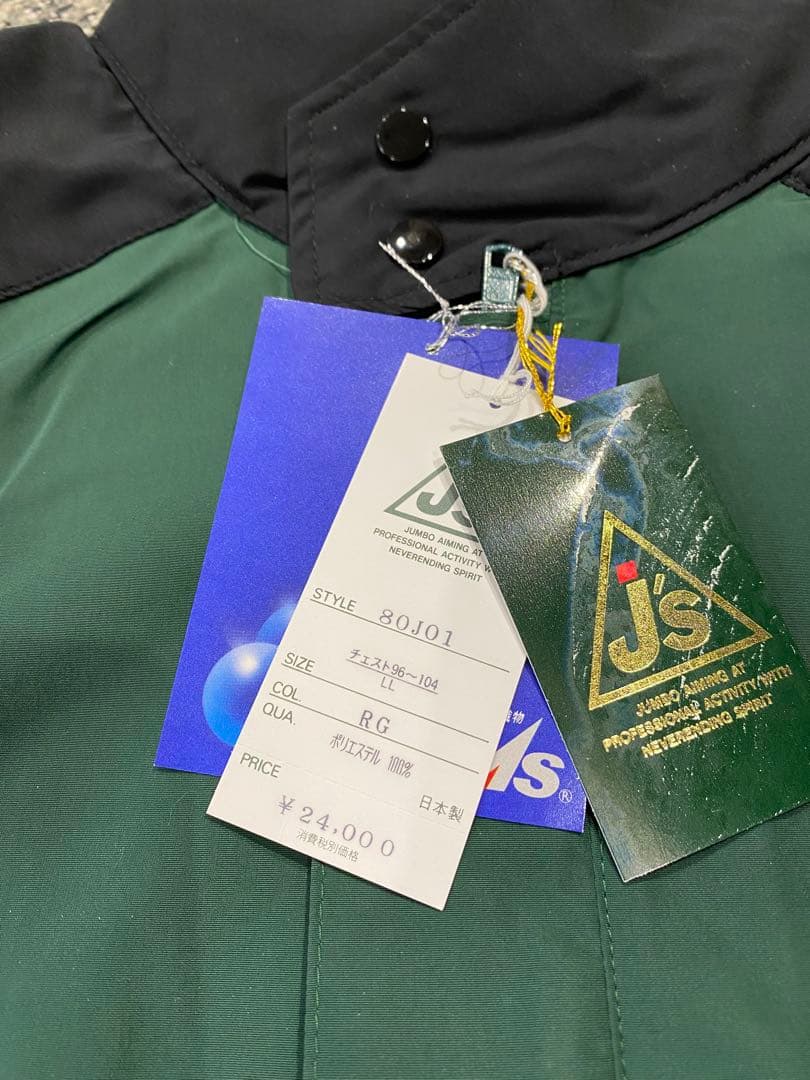 J's
JUMBO AIMING AT
PROFESSIONAL ACTIVITY WITH
NEVERENDING SPIRIT
STYLE 80J01
SIZE チェスト96〜104
LL
COL. RG
QUA. ポリエステル 100%
日本製
PRICE
¥24,000
消費税別価格
J's
JUMBO AIMING AT
PROFESSIONAL ACTIVITY WITH
NEVERENDING SPIRIT
Ms®